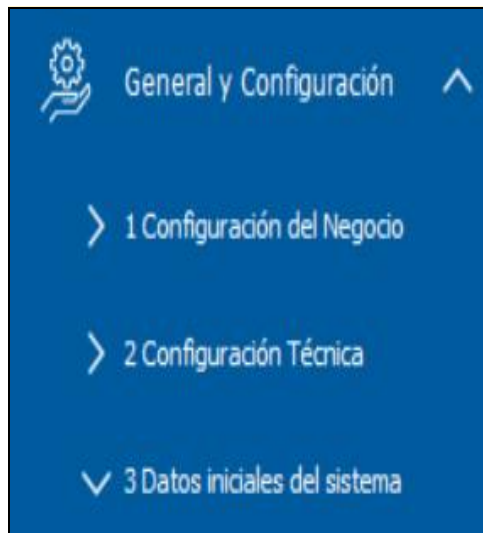 General y Configuración
1 Configuración del Negocio
2 Configuración Técnica
3 Datos iniciales del sistema